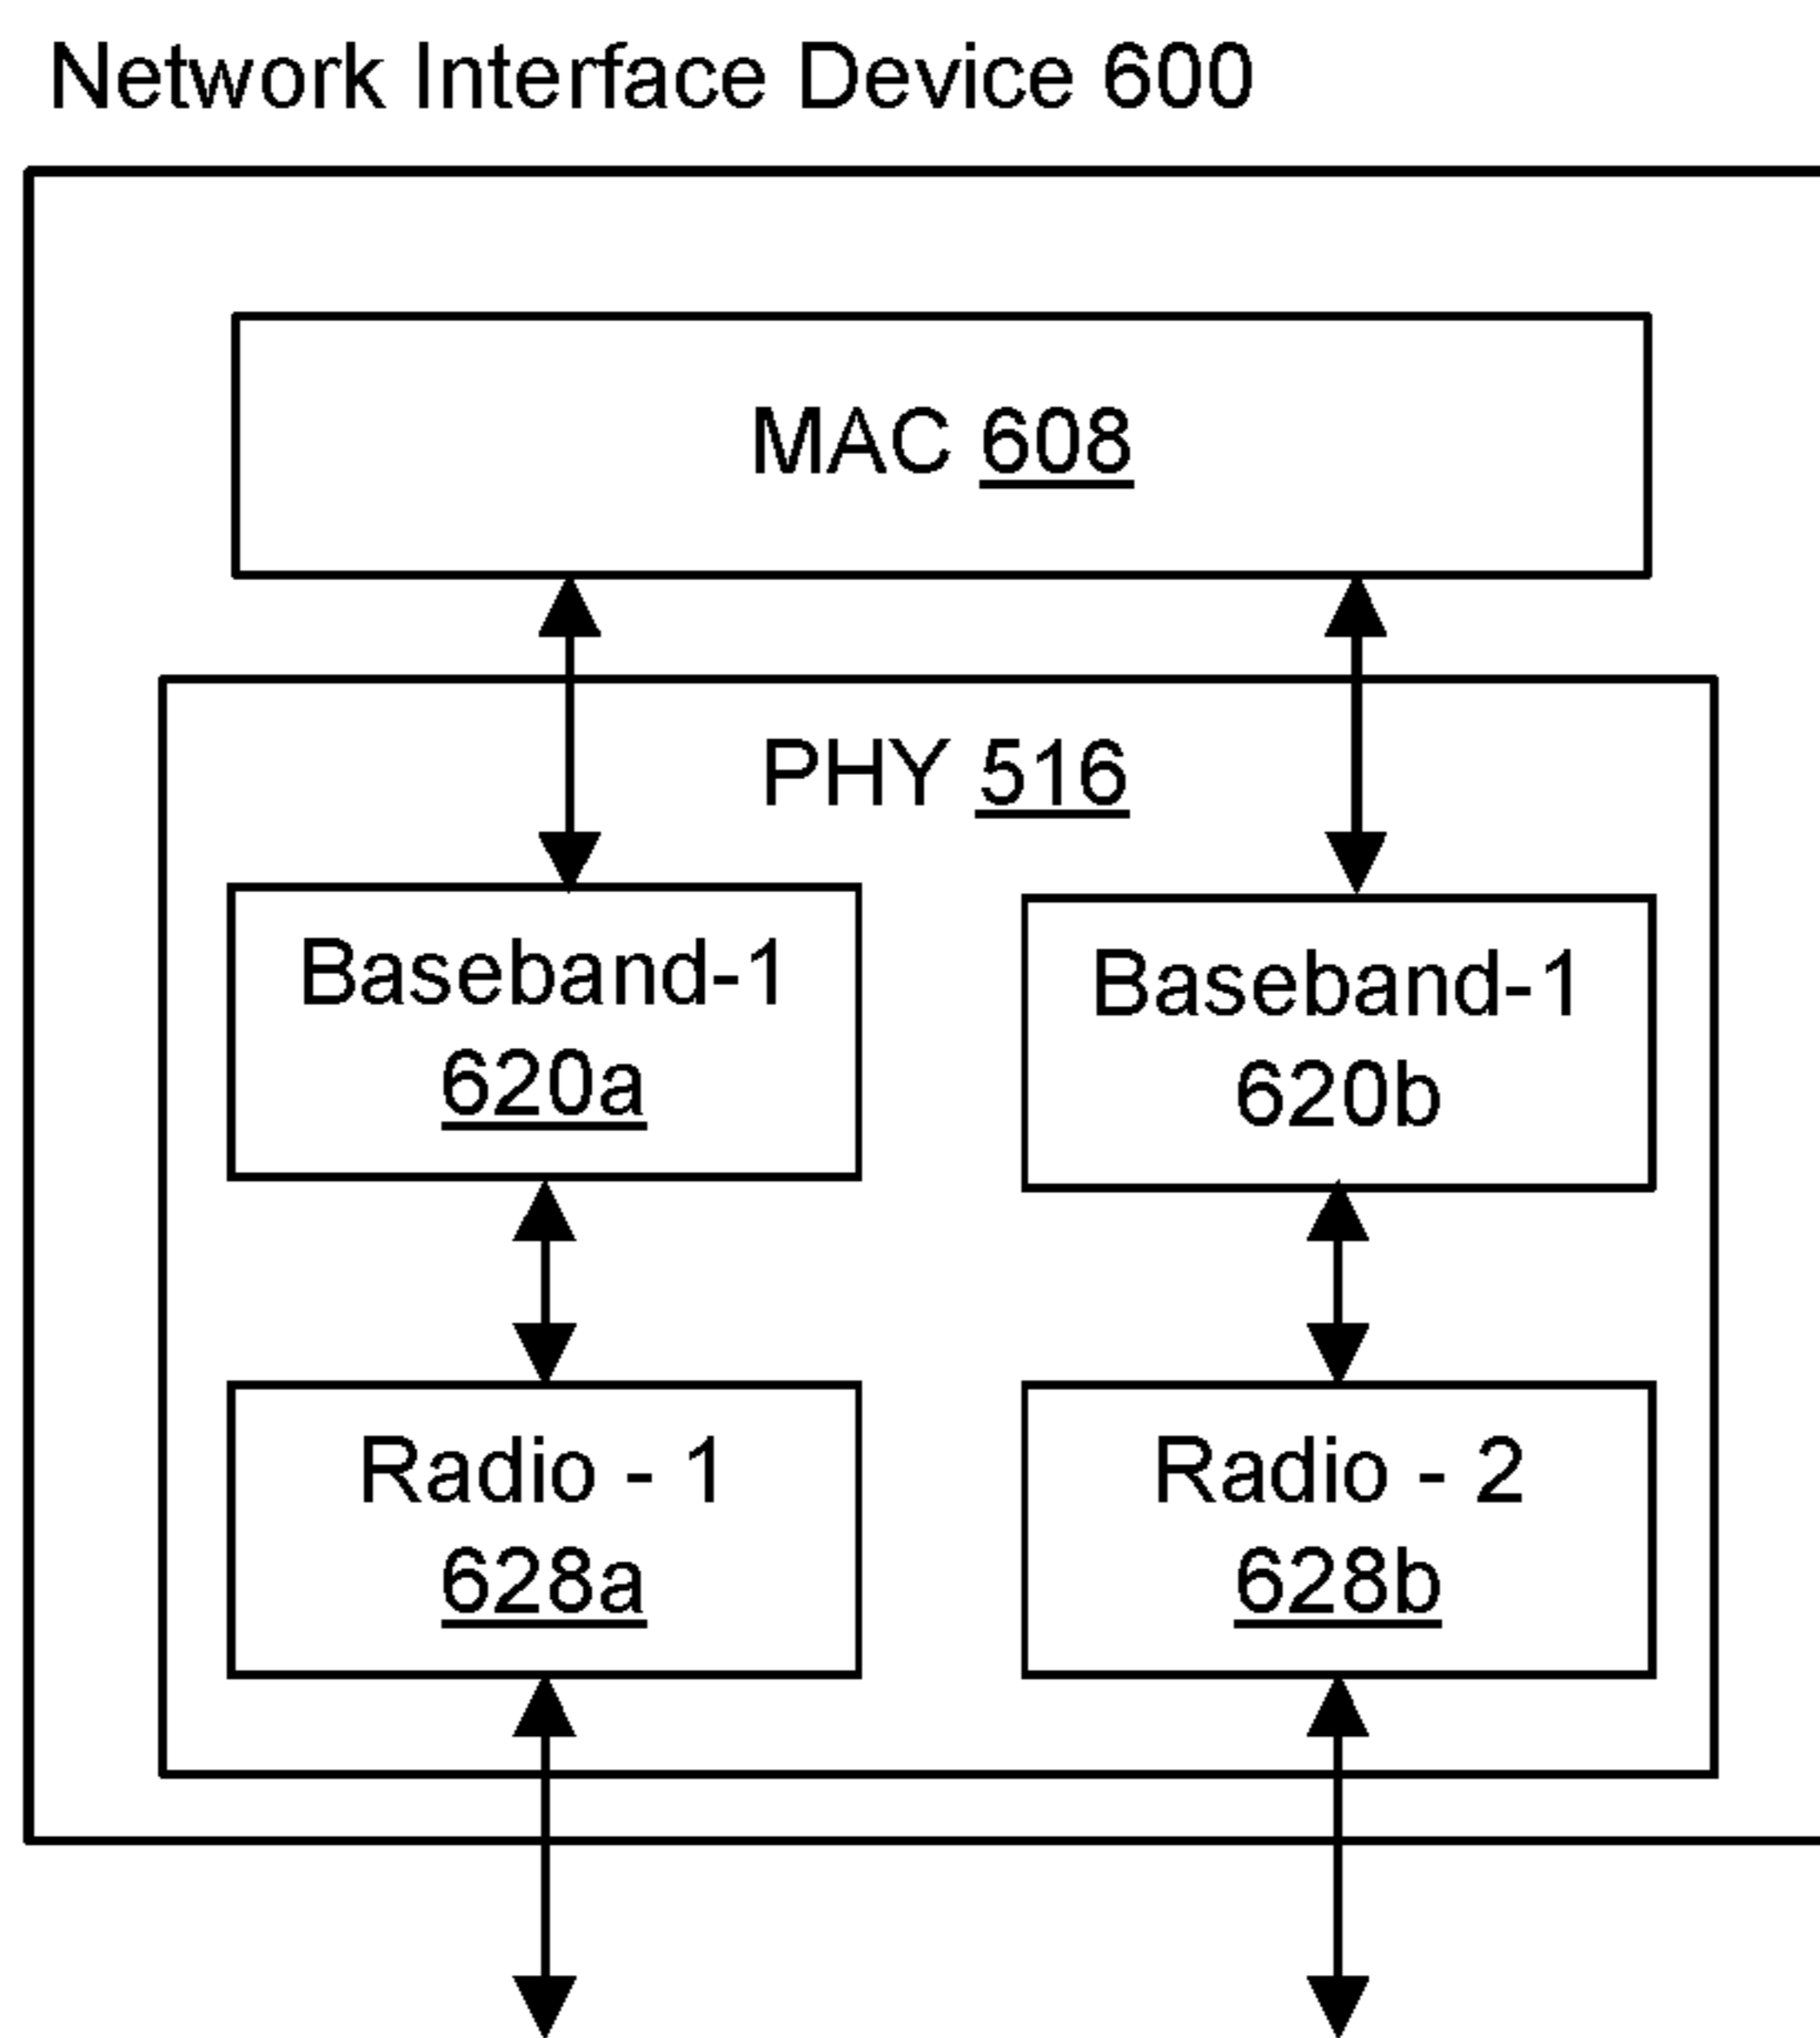 Network Interface Device 600
MAC 608
PHY 516
Baseband-1
620a
Baseband-1
620b
Radio - 1
628a
Radio - 2
628b